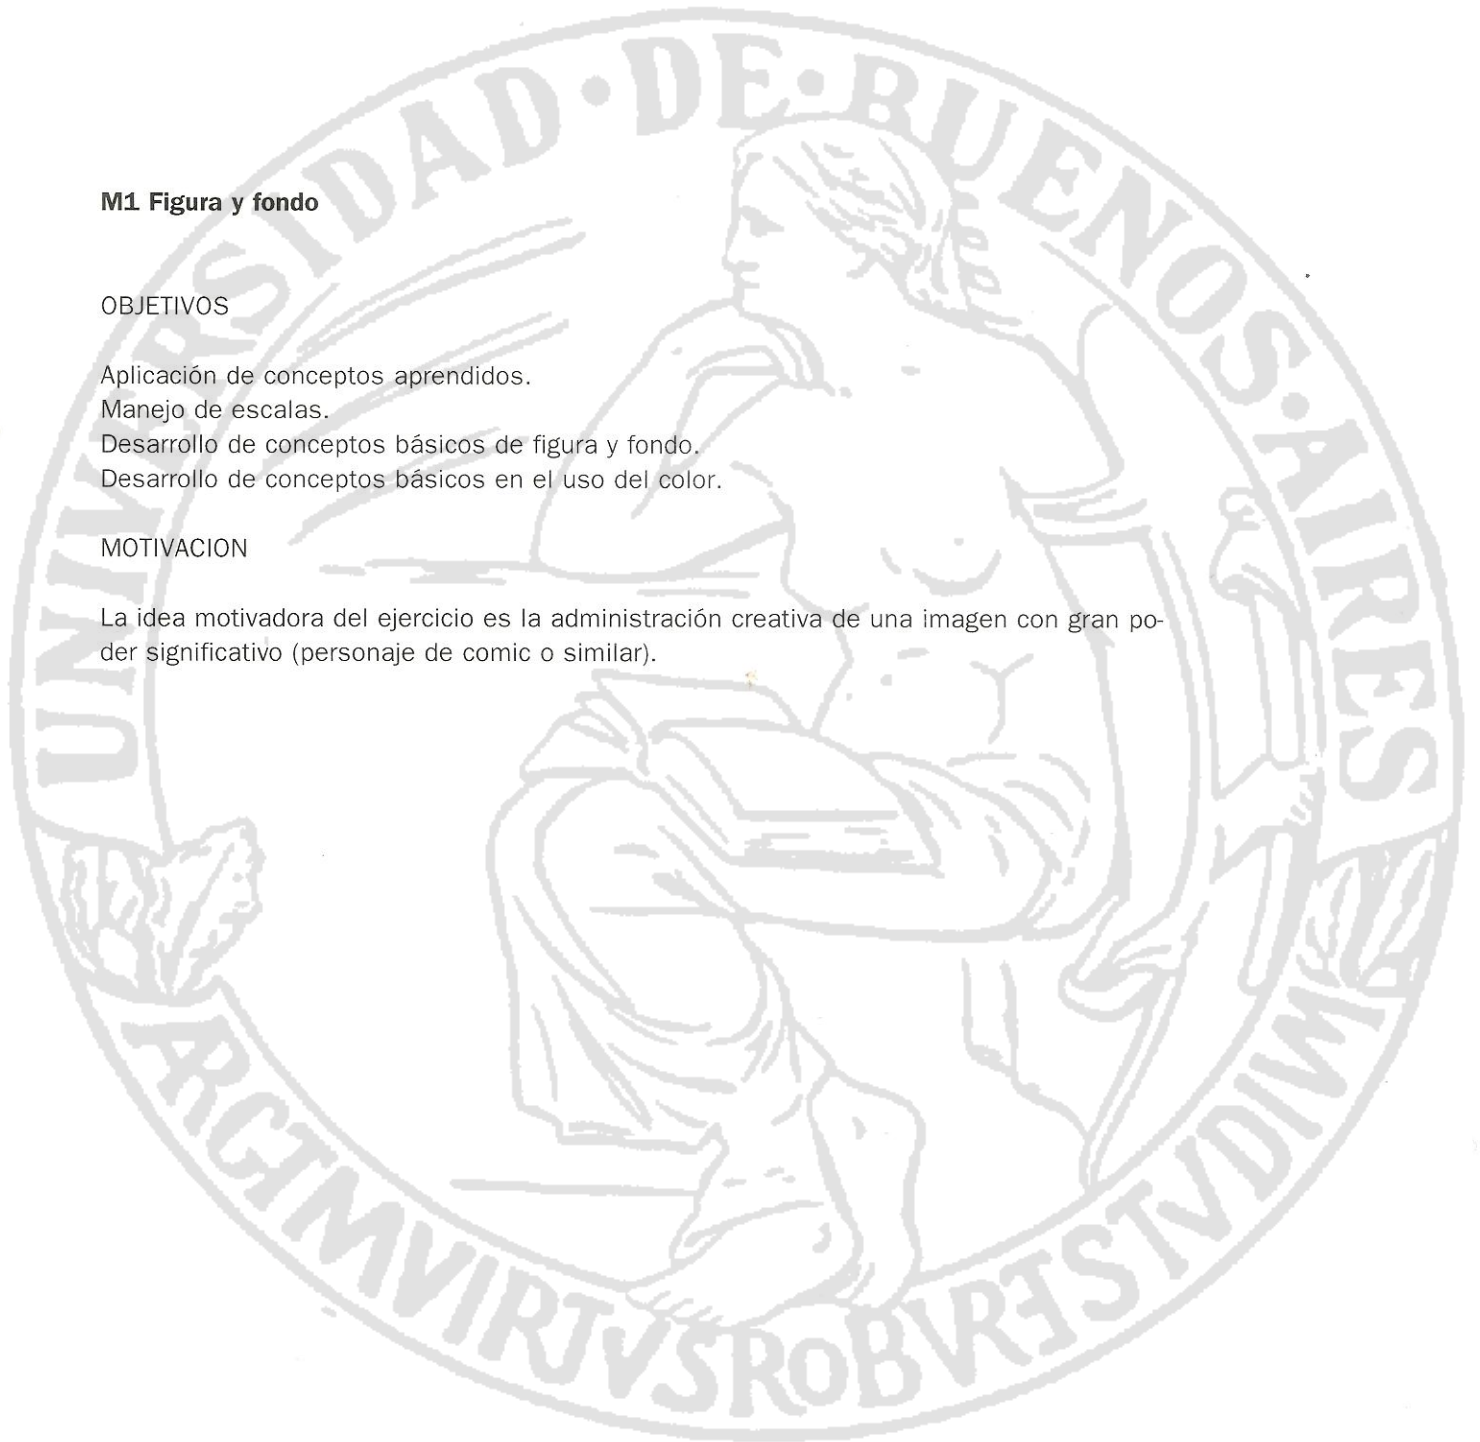 UNIVERSIDAD·DE·BUENOS·AIRES
M1 Figura y fondo
OBJETIVOS
Aplicación de conceptos aprendidos.
Manejo de escalas.
Desarrollo de conceptos básicos de figura y fondo.
Desarrollo de conceptos básicos en el uso del color.
MOTIVACION
La idea motivadora del ejercicio es la administración creativa de una imagen con gran po-
der significativo (personaje de comic o similar).